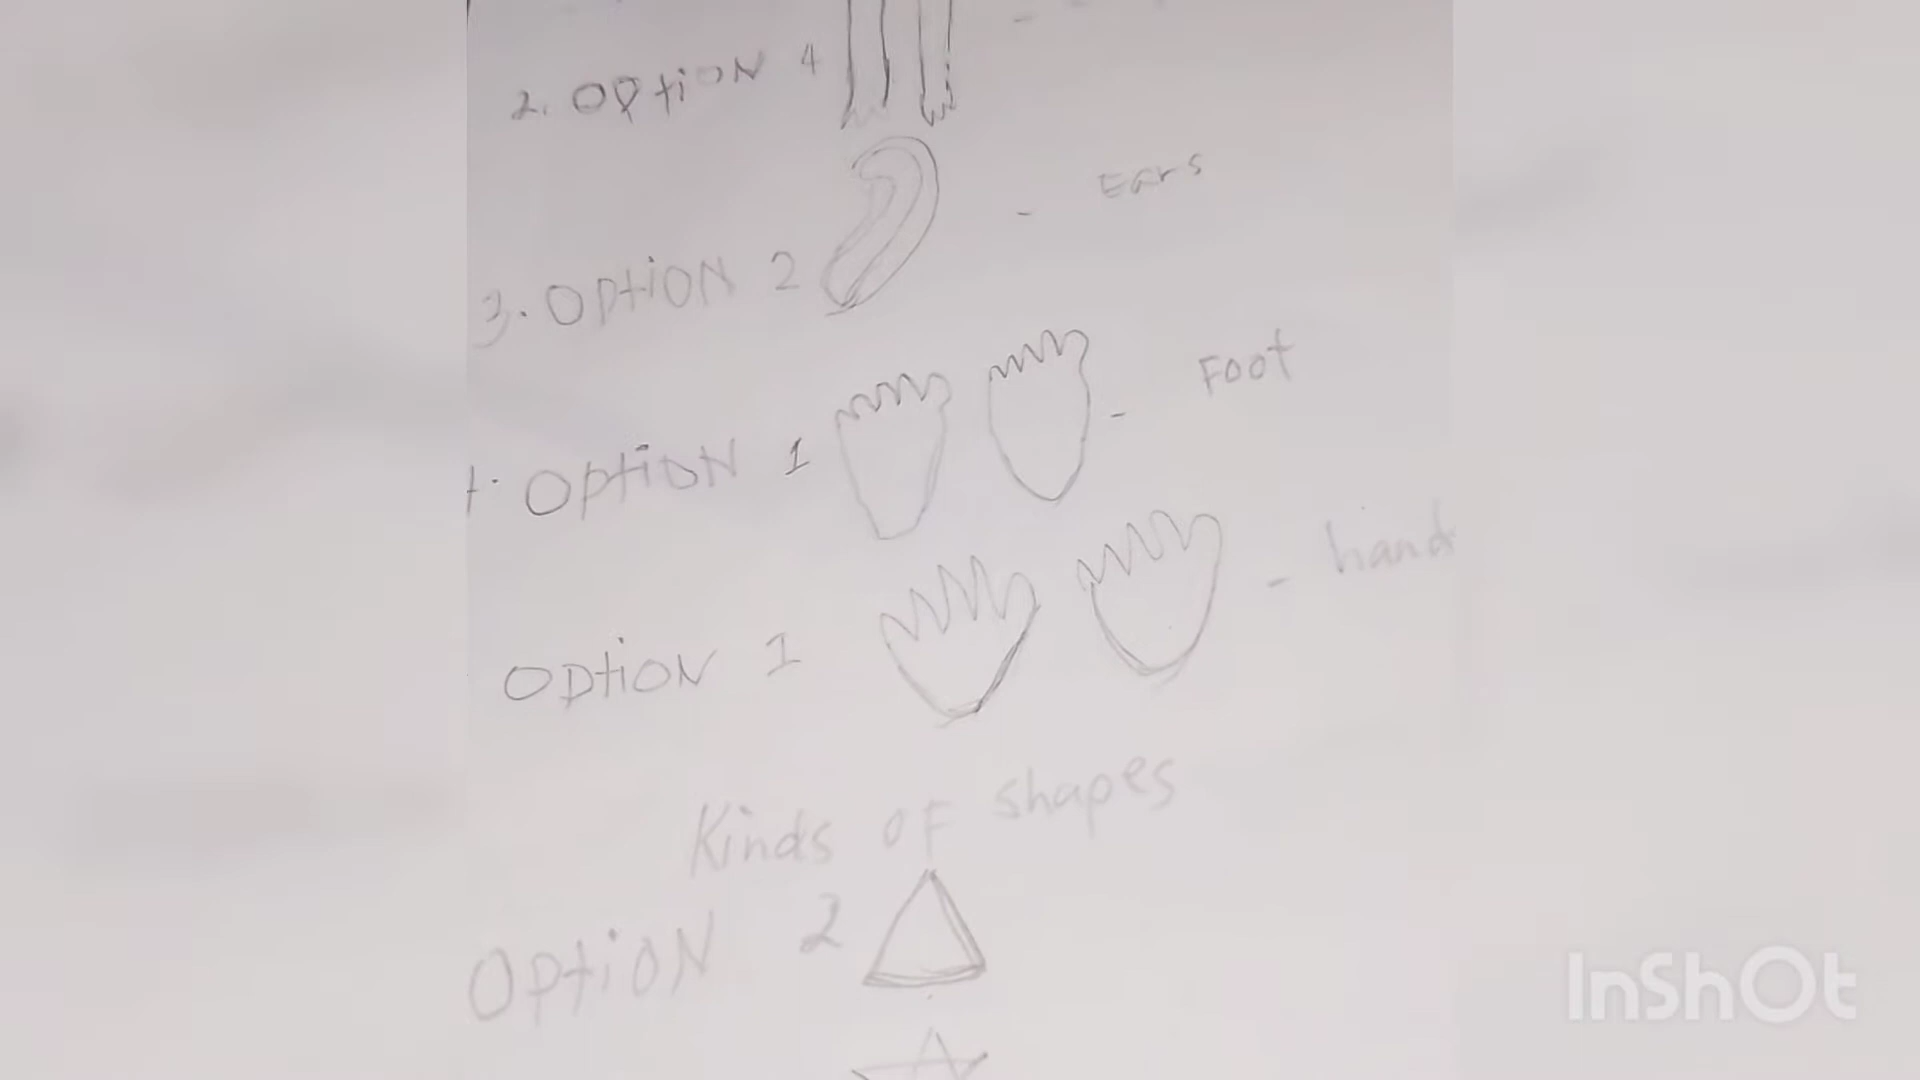 2. OPtiON 4
3. OPtiON 2 - Ears
OPtiON 1 - Foot
OPtiON 1 - hand
Kinds OF shapes
OPtiON 2
InShOt